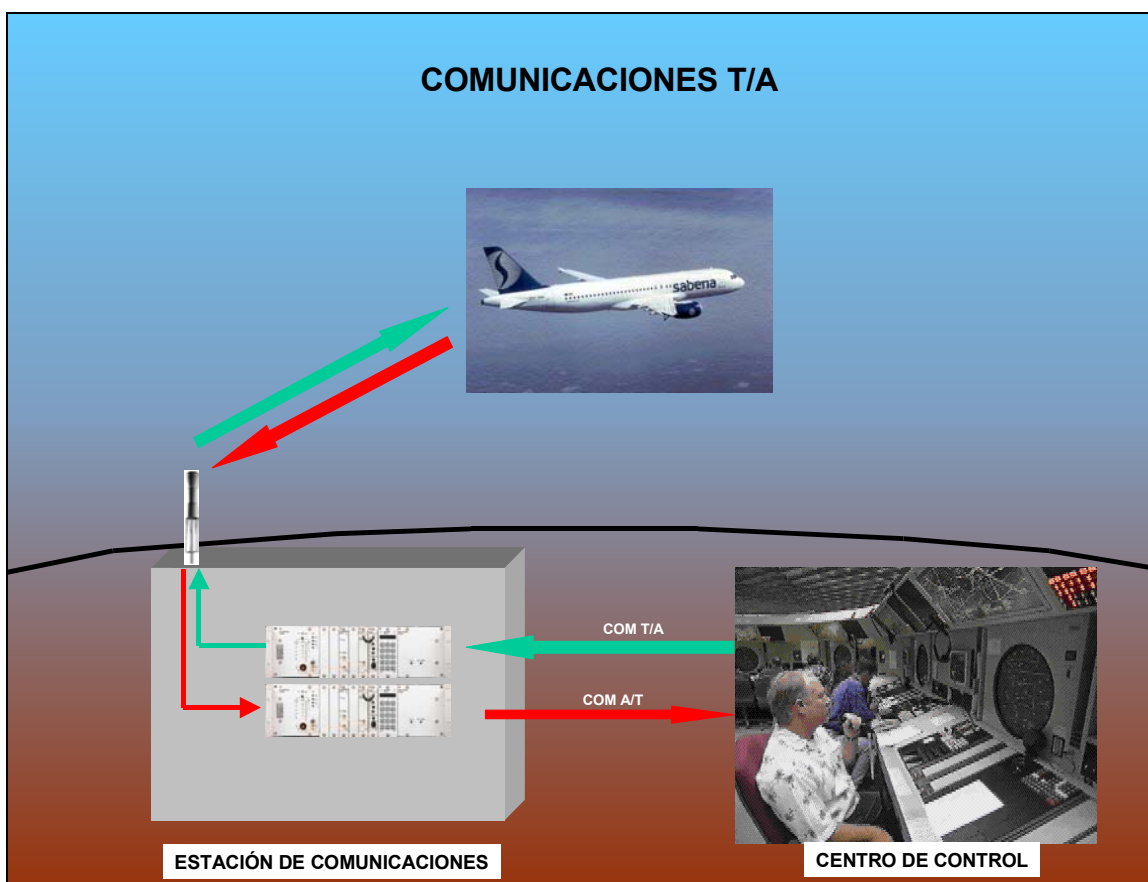 COMUNICACIONES T/A
sabena
COM T/A
COM A/T
ESTACIÓN DE COMUNICACIONES
CENTRO DE CONTROL